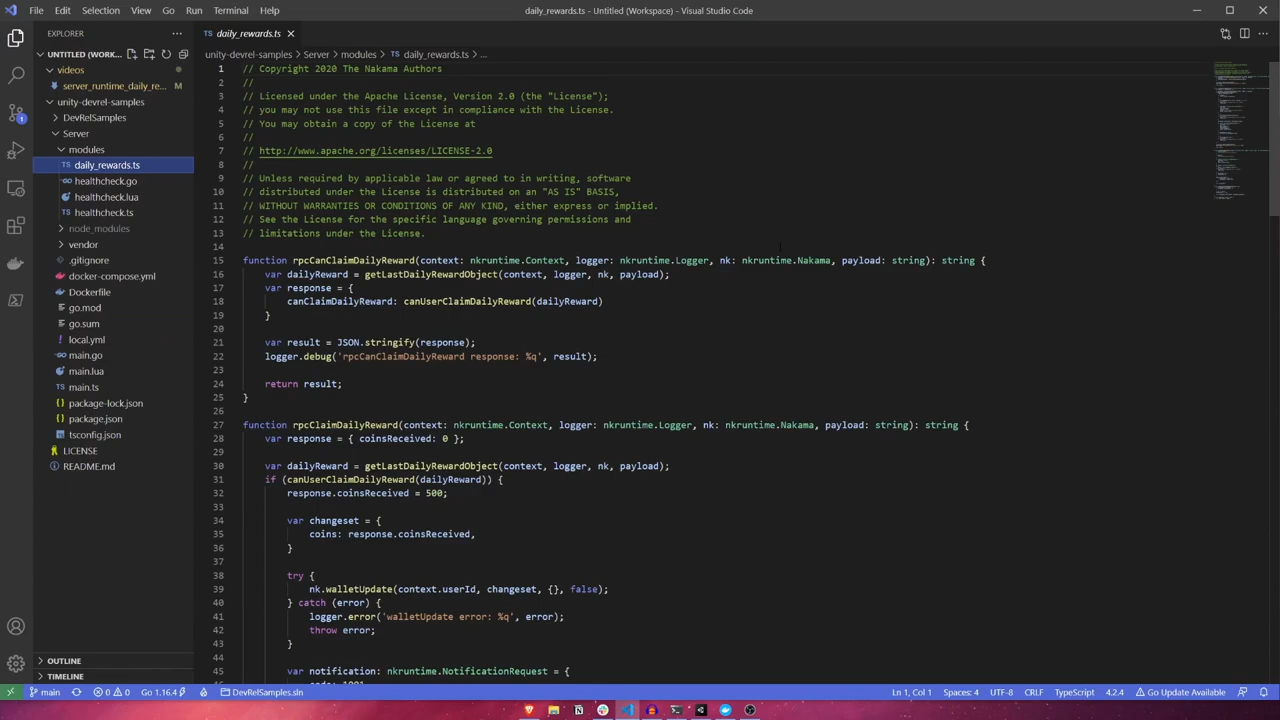 File Edit Selection View Go Run Terminal Help
daily_rewards.ts - Untitled (Workspace) - Visual Studio Code
EXPLORER
UNTITLED (WORK...
videos
server_runtime_daily_re... M
unity-devrel-samples
DevRelSamples
Server
modules
TS daily_rewards.ts
healthcheck.go
healthcheck.lua
TS healthcheck.ts
node_modules
vendor
.gitignore
docker-compose.yml
Dockerfile
go.mod
go.sum
! local.yml
main.go
main.lua
TS main.ts
{} package-lock.json
{} package.json
tsconfig.json
LICENSE
README.md
OUTLINE
TIMELINE
1
TS daily_rewards.ts
unity-devrel-samples > Server > modules > TS daily_rewards.ts > ...
1 // Copyright 2020 The Nakama Authors
2 //
3 // Licensed under the Apache License, Version 2.0 (the "License");
4 // you may not use this file except in compliance with the License.
5 // You may obtain a copy of the License at
6 //
7 // http://www.apache.org/licenses/LICENSE-2.0
8 //
9 // Unless required by applicable law or agreed to in writing, software
10 // distributed under the License is distributed on an "AS IS" BASIS,
11 // WITHOUT WARRANTIES OR CONDITIONS OF ANY KIND, either express or implied.
12 // See the License for the specific language governing permissions and
13 // limitations under the License.
14
15 function rpcCanClaimDailyReward(context: nkruntime.Context, logger: nkruntime.Logger, nk: nkruntime.Nakama, payload: string): string {
16 var dailyReward = getLastDailyRewardObject(context, logger, nk, payload);
17 var response = {
18 canClaimDailyReward: canUserClaimDailyReward(dailyReward)
19 }
20
21 var result = JSON.stringify(response);
22 logger.debug('rpcCanClaimDailyReward response: %q', result);
23
24 return result;
25 }
26
27 function rpcClaimDailyReward(context: nkruntime.Context, logger: nkruntime.Logger, nk: nkruntime.Nakama, payload: string): string {
28 var response = { coinsReceived: 0 };
29
30 var dailyReward = getLastDailyRewardObject(context, logger, nk, payload);
31 if (canUserClaimDailyReward(dailyReward)) {
32 response.coinsReceived = 500;
33
34 var changeset = {
35 coins: response.coinsReceived,
36 }
37
38 try {
39 nk.walletUpdate(context.userId, changeset, {}, false);
40 } catch (error) {
41 logger.error('walletUpdate error: %q', error);
42 throw error;
43 }
44
45 var notification: nkruntime.NotificationRequest = {
main 0 0 Go 1.16.4 DevRelSamples.sln
Ln 1, Col 1 Spaces: 4 UTF-8 CRLF TypeScript 4.2.4 Go Update Available